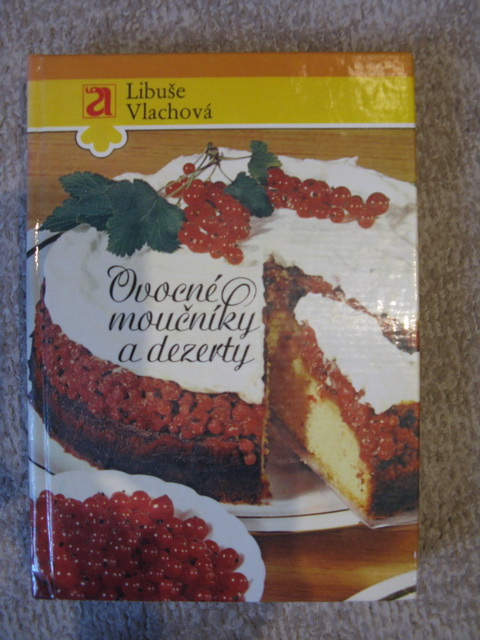 a
Libuše
Vlachová
Ovocné
moučníky
a dezerty